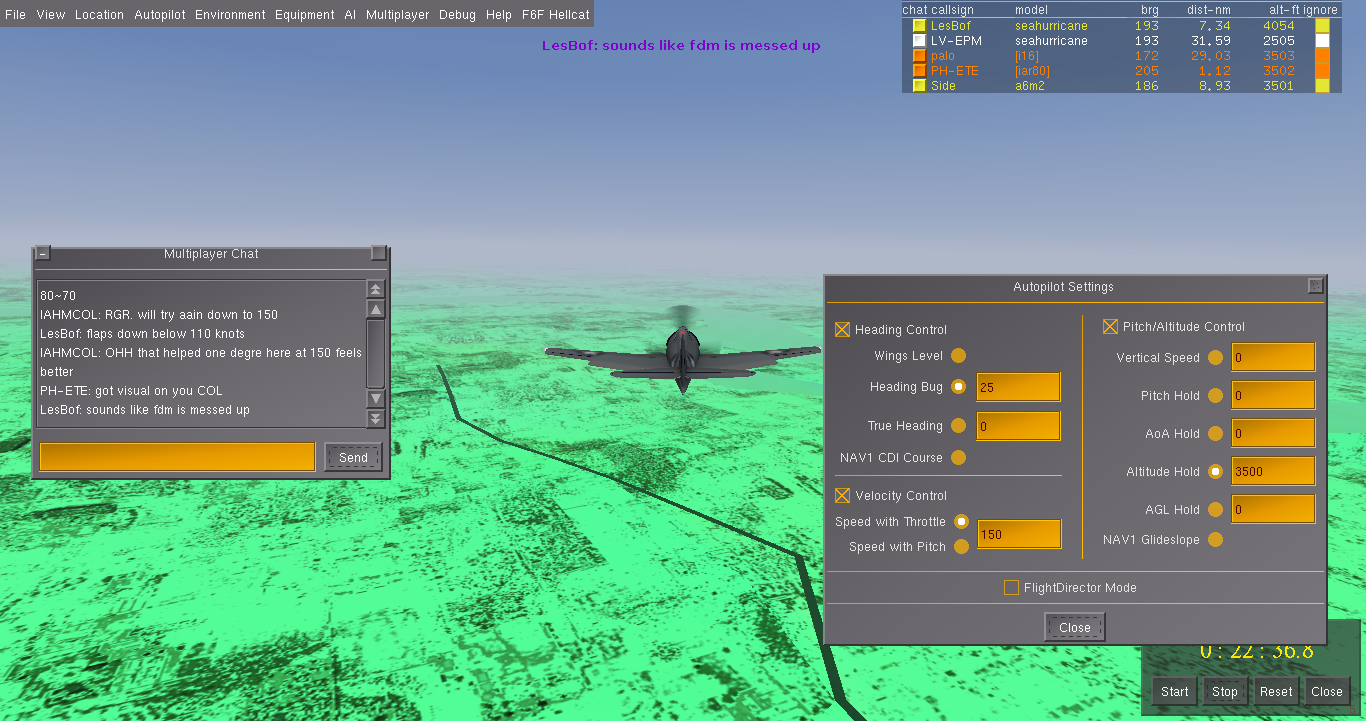 File View Location Autopilot Environment Equipment AI Multiplayer Debug Help F6F Hellcat
chat callsign model brg dist-nm alt-ft ignore
LesBof seahurricane 193 7.34 4054
LV-EPM seahurricane 193 31.59 2505
palo [i16] 172 29.03 3503
PH-ETE [iar80] 205 1.12 3502
Side a6m2 186 8.93 3501
LesBof: sounds like fdm is messed up
Multiplayer Chat
80~70
IAHMCOL: RGR. will try aain down to 150
LesBof: flaps down below 110 knots
IAHMCOL: OHH that helped one degre here at 150 feels
better
PH-ETE: got visual on you COL
LesBof: sounds like fdm is messed up
Send
Autopilot Settings
Heading Control
Wings Level
Heading Bug 25
True Heading 0
NAV1 CDI Course
Velocity Control
Speed with Throttle
150
Speed with Pitch
Pitch/Altitude Control
Vertical Speed 0
Pitch Hold 0
AoA Hold 0
Altitude Hold 3500
AGL Hold 0
NAV1 Glideslope
FlightDirector Mode
Close
0 : 22 : 36.8
Start Stop Reset Close